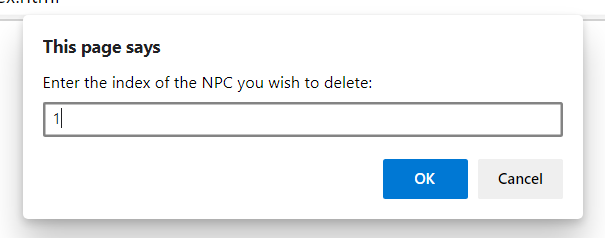 This page says
Enter the index of the NPC you wish to delete:
1
OK Cancel